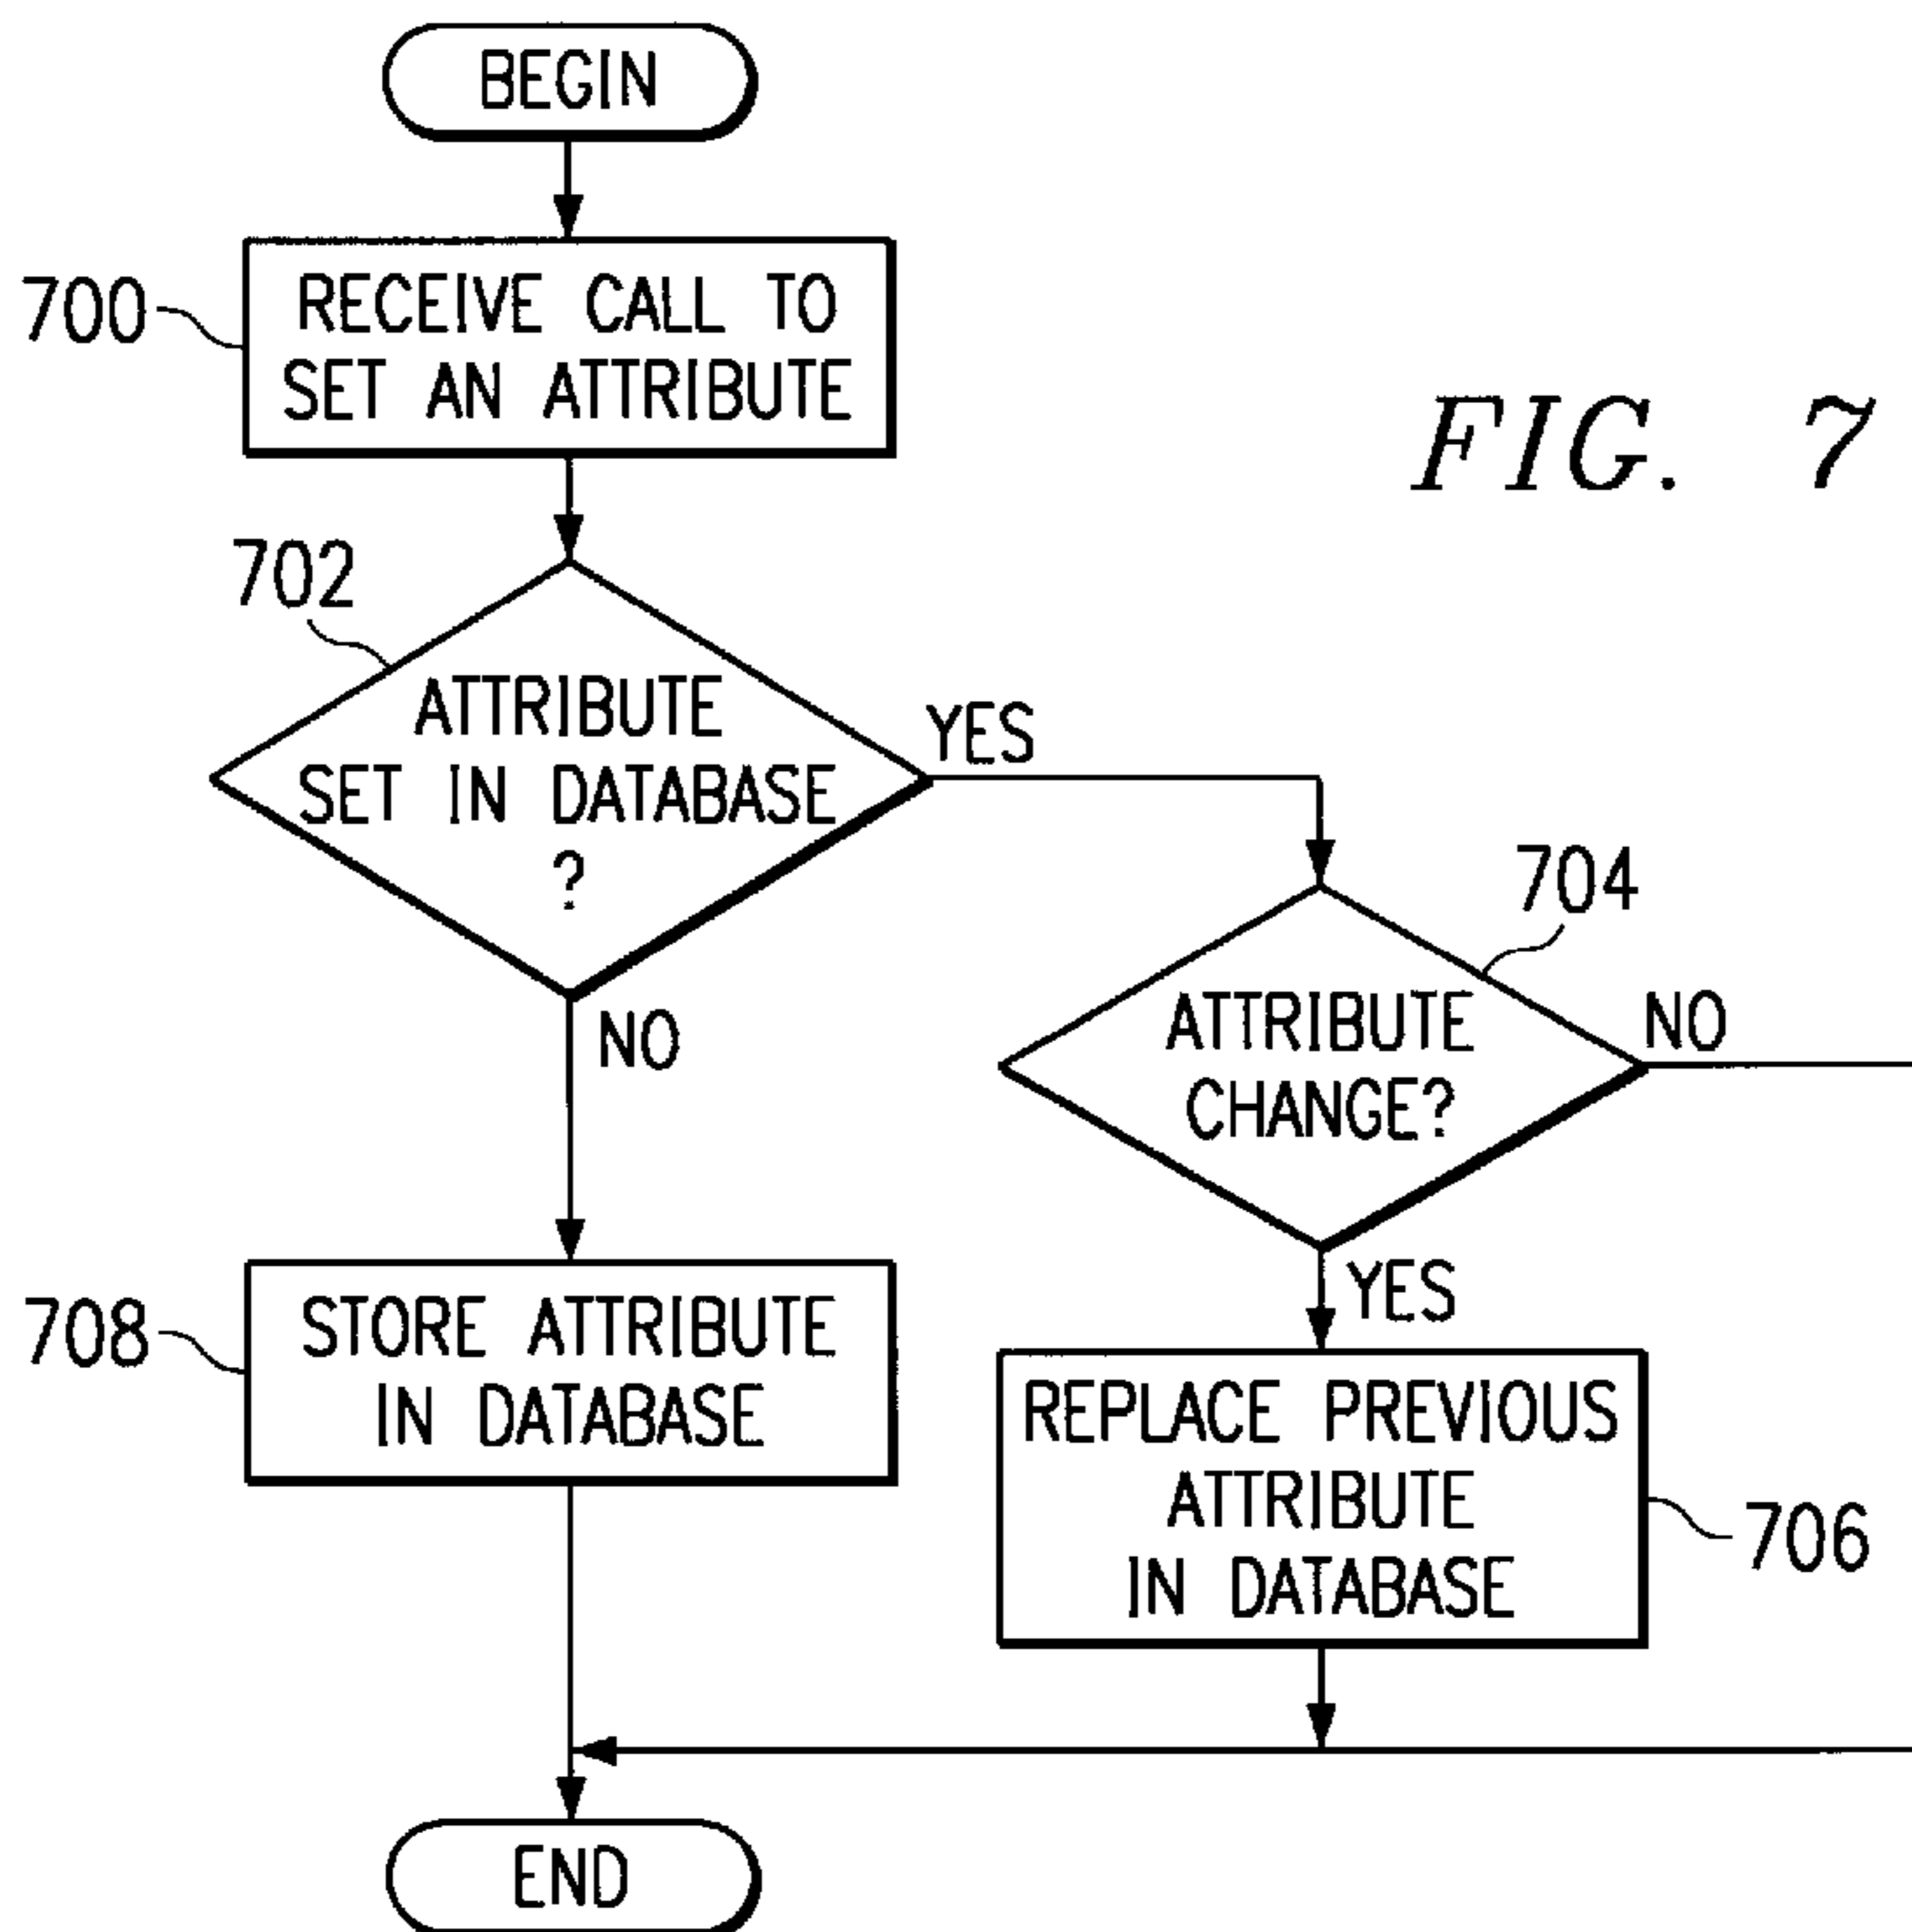 BEGIN
700
RECEIVE CALL TO
SET AN ATTRIBUTE
FIG. 7
702
ATTRIBUTE
SET IN DATABASE
?
YES
NO
704
ATTRIBUTE
CHANGE?
NO
YES
708
STORE ATTRIBUTE
IN DATABASE
REPLACE PREVIOUS
ATTRIBUTE
IN DATABASE
706
END